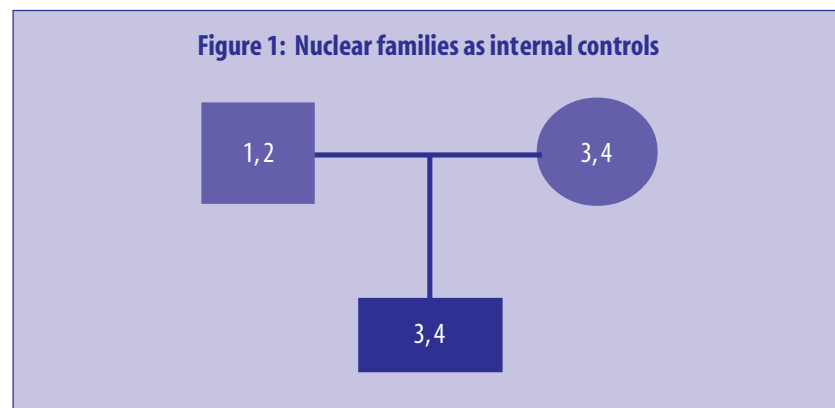 Figure 1: Nuclear families as internal controls
1, 2
3, 4
3, 4